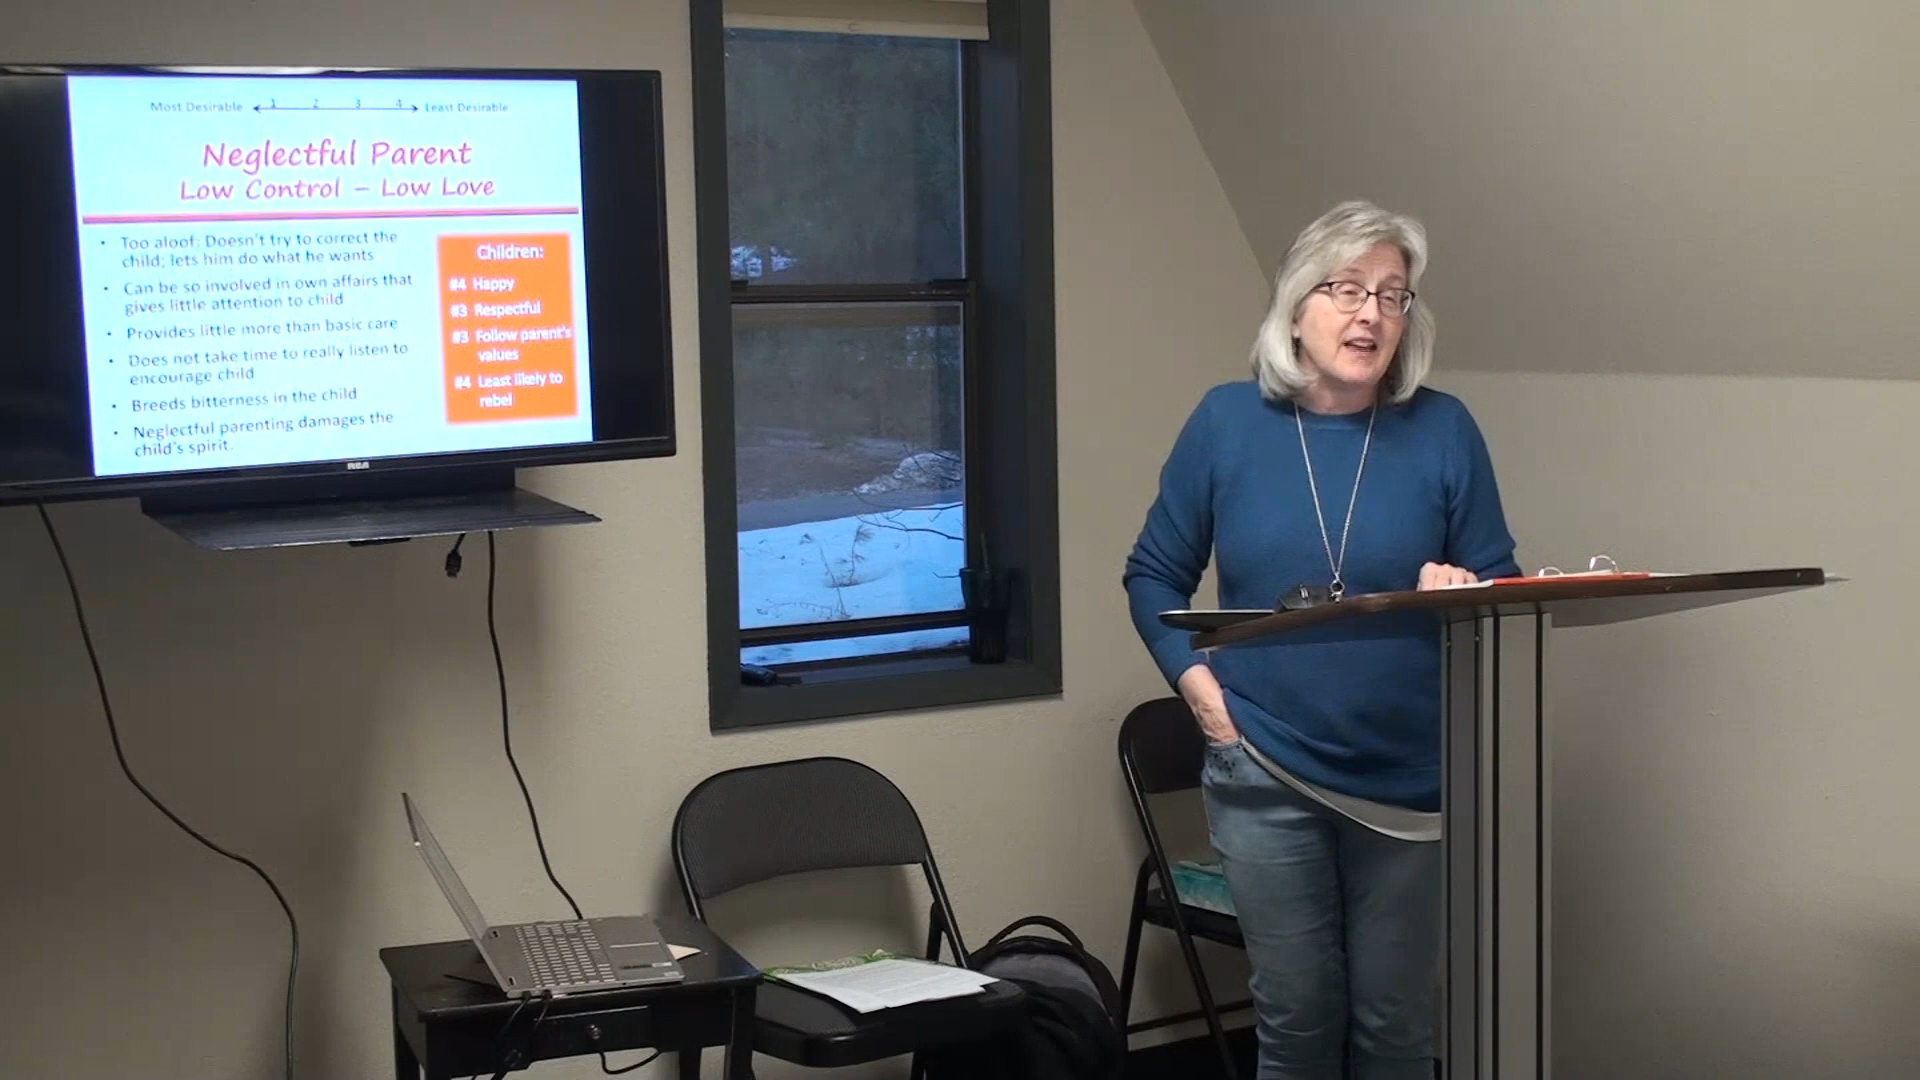 Most Desirable 1 2 3 4 Least Desirable
Neglectful Parent
Low Control – Low Love
• Too aloof: Doesn't try to correct the
child; lets him do what he wants
• Can be so involved in own affairs that
gives little attention to child
• Provides little more than basic care
• Does not take time to really listen to
encourage child
• Breeds bitterness in the child
• Neglectful parenting damages the
child's spirit.
Children:
#4 Happy
#3 Respectful
#3 Follow parent's
values
#4 Least likely to
rebel
RCA